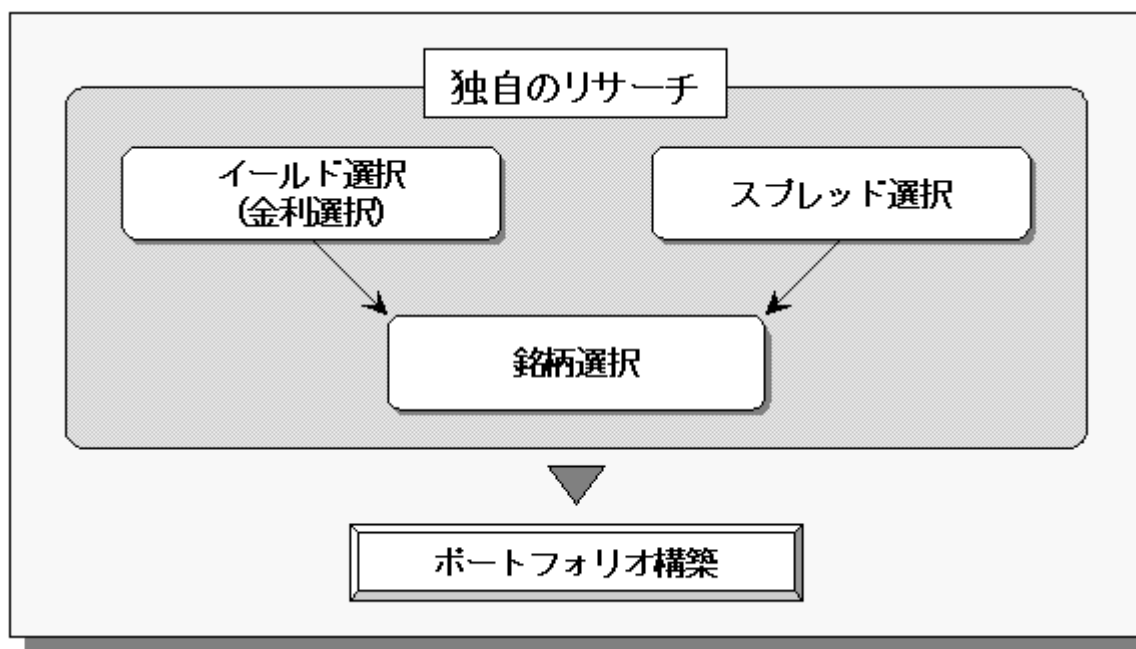 独自のリサーチ
イールド選択
(金利選択)
スプレッド選択
銘柄選択
ポートフォリオ構築